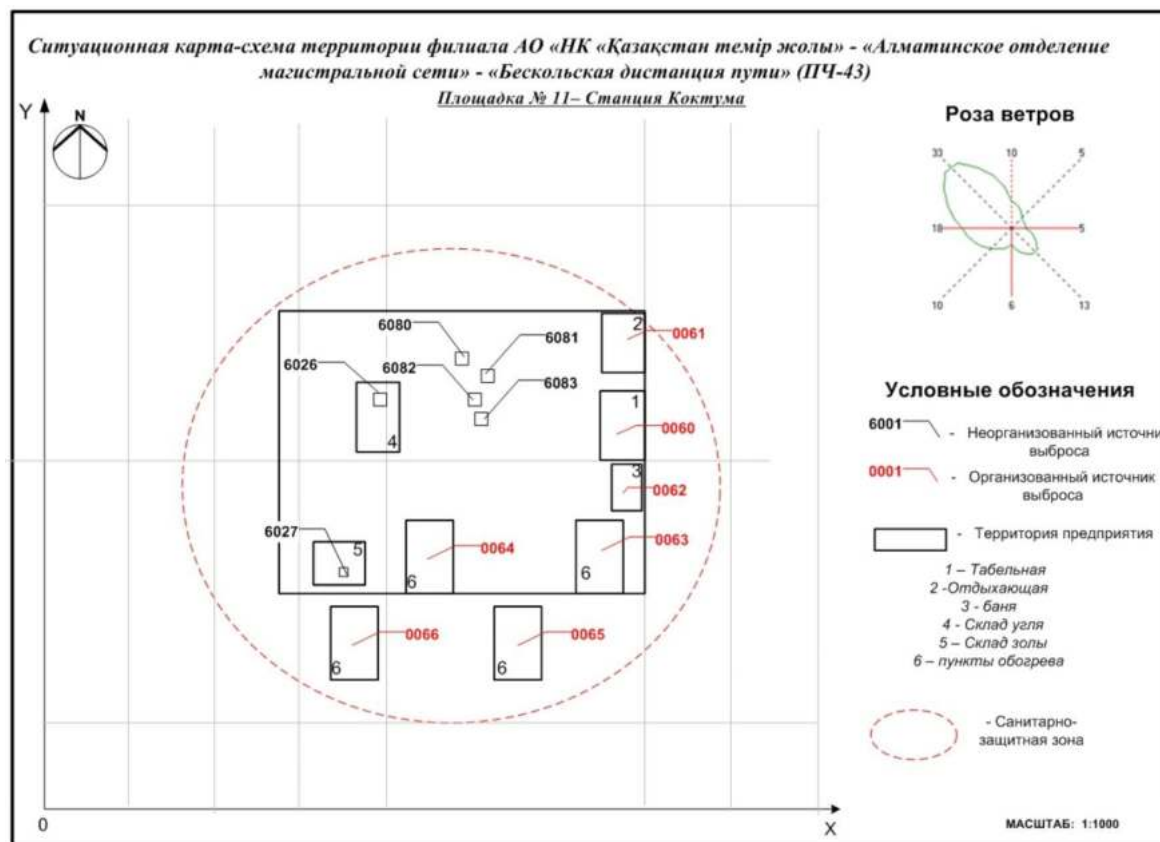 Ситуационная карта-схема территории филиала АО «НК «Қазақстан темір жолы» - «Алматинское отделение
магистральной сети» - «Бескольская дистанция пути» (ПЧ-43)
Площадка № 11– Станция Коктума
Y
N
Роза ветров
33
10
5
18
5
10
6
13
6080
6081
2
0061
6026
6082
6083
1
4
0060
3
0062
6027
5
0064
0063
6
6
0066
0065
6
6
Условные обозначения
6001 - Неорганизованный источни
выброса
0001 - Организованный источник
выброса
- Территория предприятия
1 – Табельная
2 -Отдыхающая
3 - баня
4 - Склад угля
5 – Склад золы
6 – пункты обогрева
- Санитарно-
защитная зона
0
X
МАСШТАБ: 1:1000